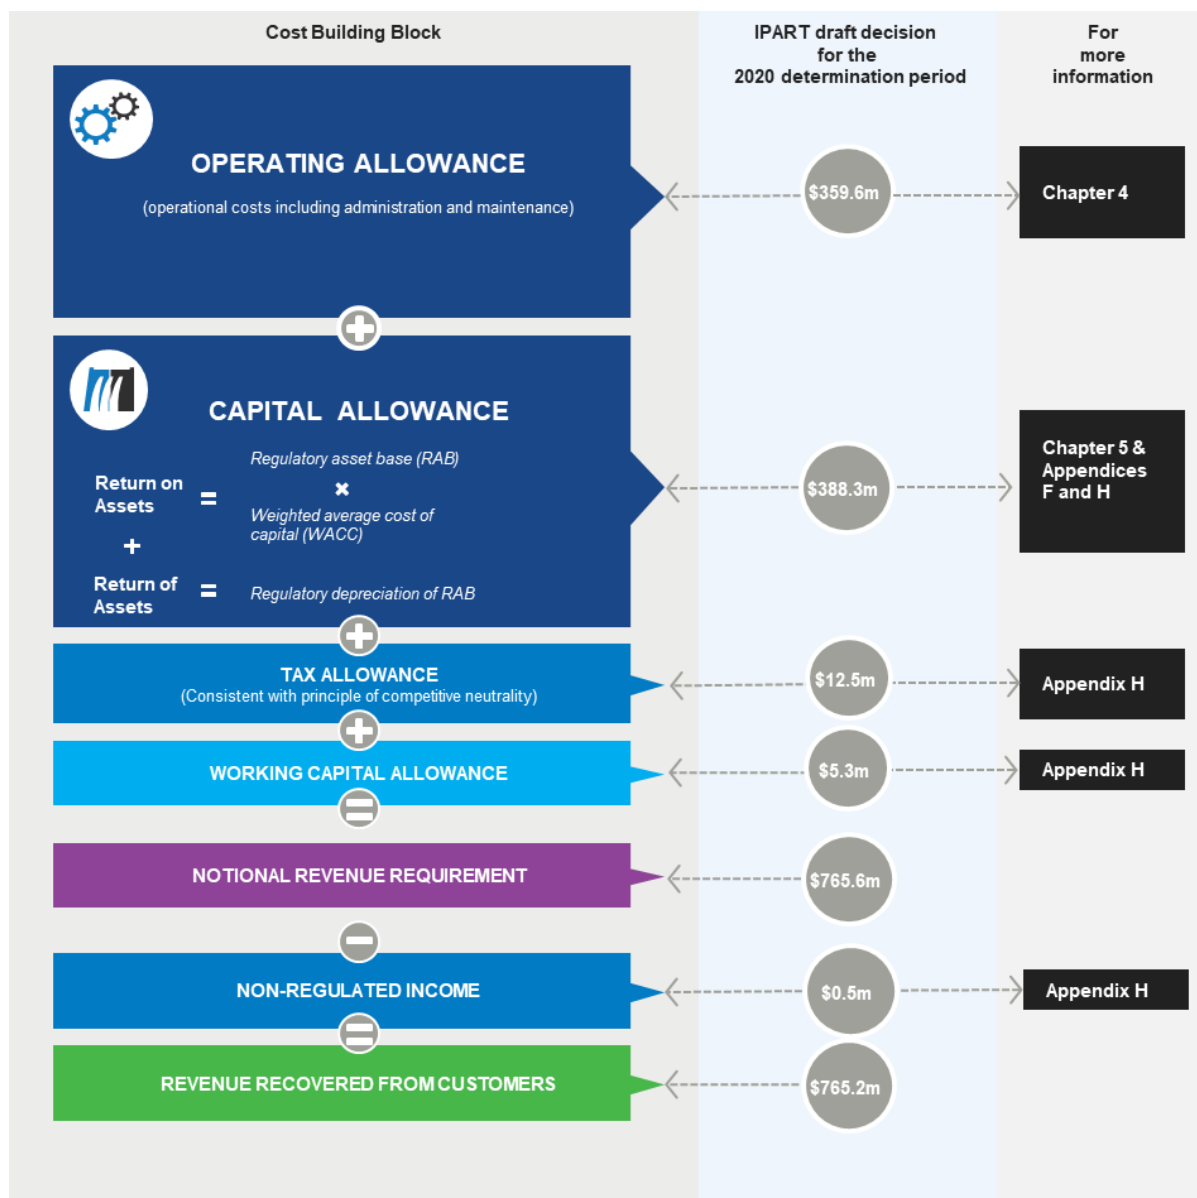 Cost Building Block
IPART draft decision
for the
2020 determination period
For
more
information
OPERATING ALLOWANCE
(operational costs including administration and maintenance)
$359.6m
Chapter 4
+
CAPITAL ALLOWANCE
Return on
Assets
=
Regulatory asset base (RAB)
×
Weighted average cost of
capital (WACC)
+
Return of
Assets
=
Regulatory depreciation of RAB
$388.3m
Chapter 5 &
Appendices
F and H
+
TAX ALLOWANCE
(Consistent with principle of competitive neutrality)
$12.5m
Appendix H
+
WORKING CAPITAL ALLOWANCE
$5.3m
Appendix H
=
NOTIONAL REVENUE REQUIREMENT
$765.6m
−
NON-REGULATED INCOME
$0.5m
Appendix H
=
REVENUE RECOVERED FROM CUSTOMERS
$765.2m